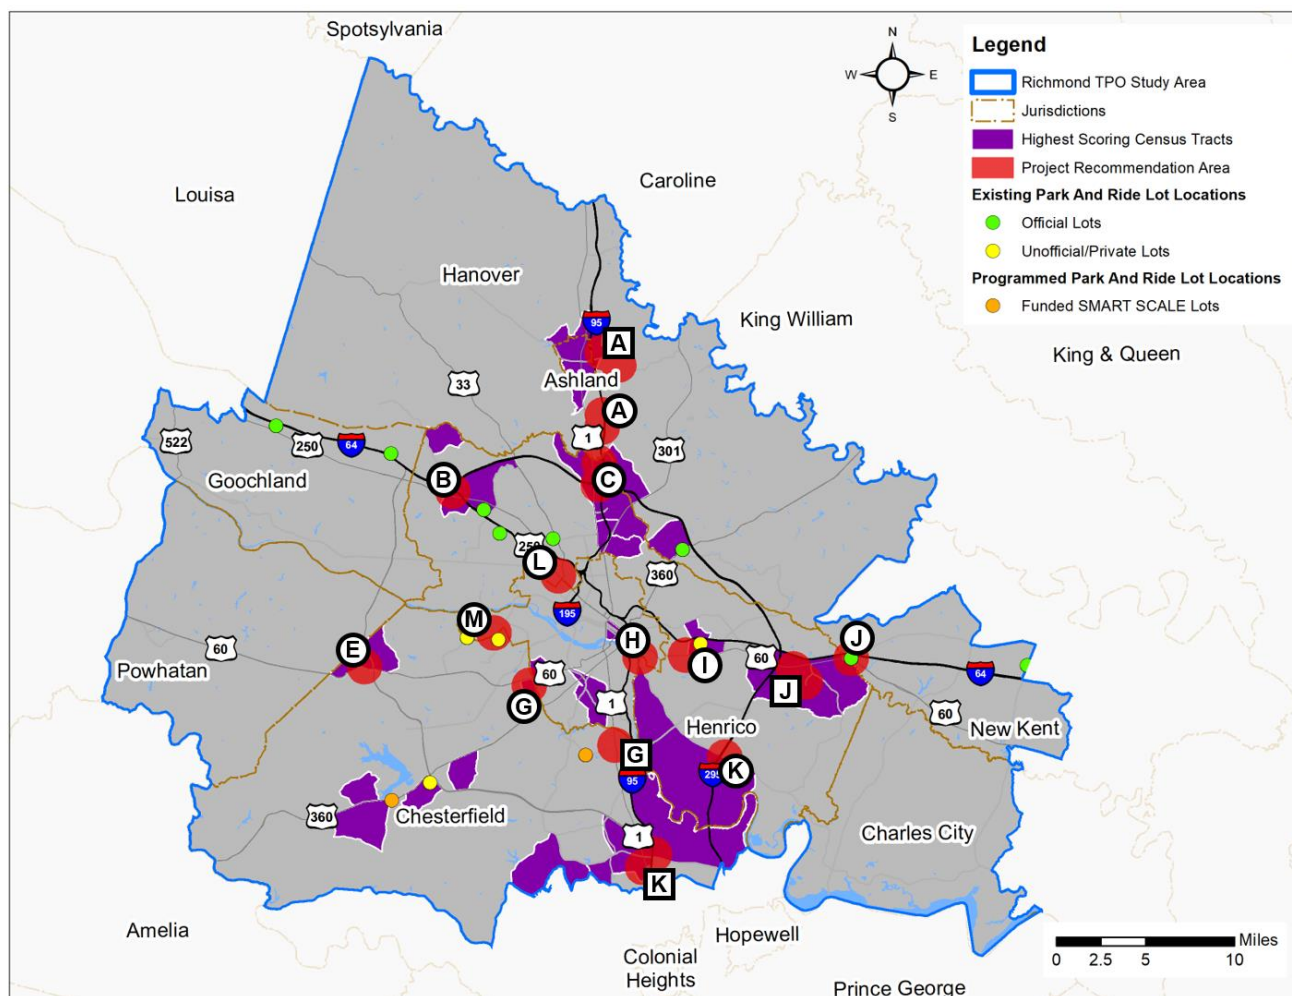 Spotsylvania
N
W E
S
Legend
Richmond TPO Study Area
Jurisdictions
Highest Scoring Census Tracts
Project Recommendation Area
Existing Park And Ride Lot Locations
Official Lots
Unofficial/Private Lots
Programmed Park And Ride Lot Locations
Funded SMART SCALE Lots
Louisa
Caroline
Hanover
King William
King & Queen
95
A
Ashland
33
A
1
301
522
250
64
Goochland
B
C
250
L
360
195
M
H
E
60
Powhatan
I
60
J
J
64
60
New Kent
60
G
1
Henrico
G
95
295
K
360
Chesterfield
1
Charles City
K
Amelia
Hopewell
Colonial
Heights
Prince George
Miles
0 2.5 5 10